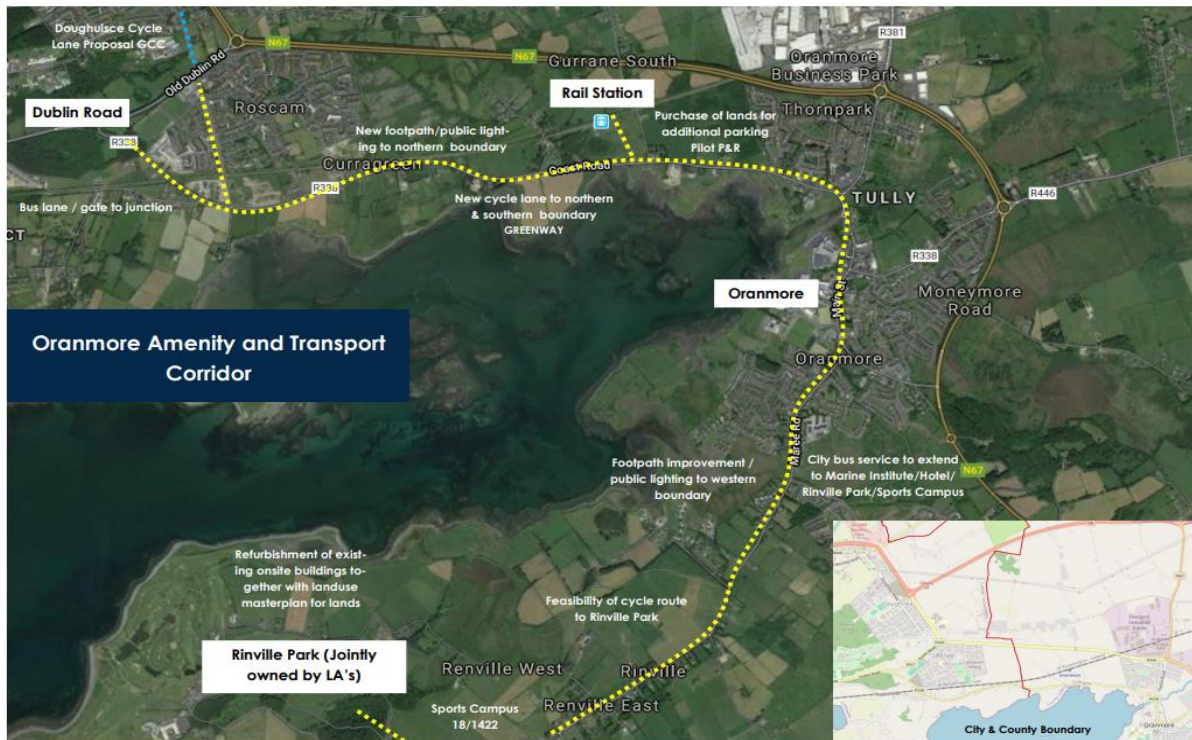 Doughuisce Cycle
Lane Proposal GCC
Old Dublin Rd
N67
N67
Gurrane South
R381
Oranmore
Business Park
Thornpark
Roscam
Dublin Road
R338
Rail Station
Purchase of lands for
additional parking
Pilot P&R
New footpath/public light-
ing to northern boundary
Curragreen
Coast Road
R338
Bus lane / gate to junction
New cycle lane to northern
& southern boundary
GREENWAY
TULLY
R446
CT
R338
Oranmore
Main St
Moneymore
Road
Oranmore Amenity and Transport
Corridor
Oranmore
Maree Rd
Footpath improvement /
public lighting to western
boundary
City bus service to extend
to Marine Institute/Hotel/
Rinville Park/Sports Campus
N67
Refurbishment of exist-
ing onsite buildings to-
gether with landuse
masterplan for lands
Feasibility of cycle route
to Rinville Park
Rinville Park (Jointly
owned by LA's)
Renville West
Rinville
Sports Campus
18/1422
Renville East
Oranmore
City & County Boundary